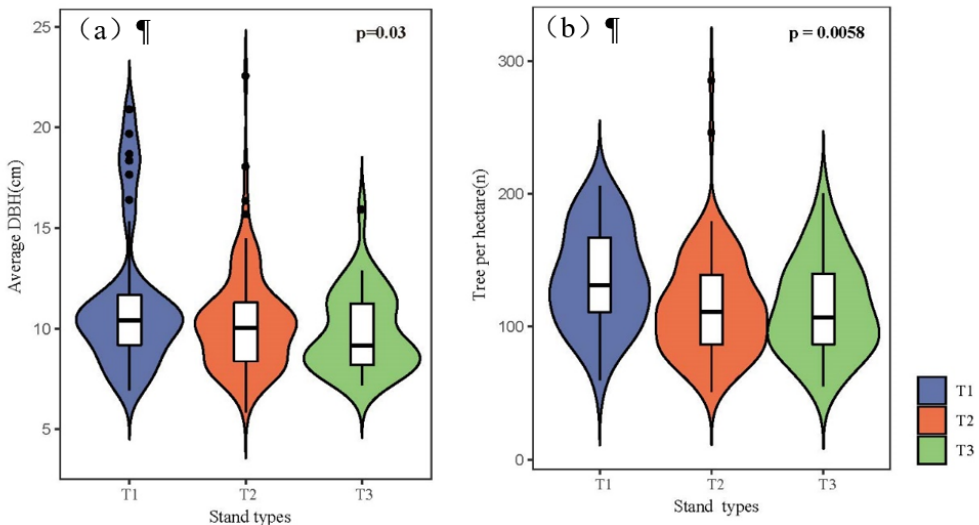 (a) ¶
p=0.03
25
20
15
10
5
Average DBH(cm)
T1
T2
T3
Stand types
(b) ¶
p = 0.0058
300
200
100
0
Tree per hectare(n)
T1
T2
T3
Stand types
T1
T2
T3